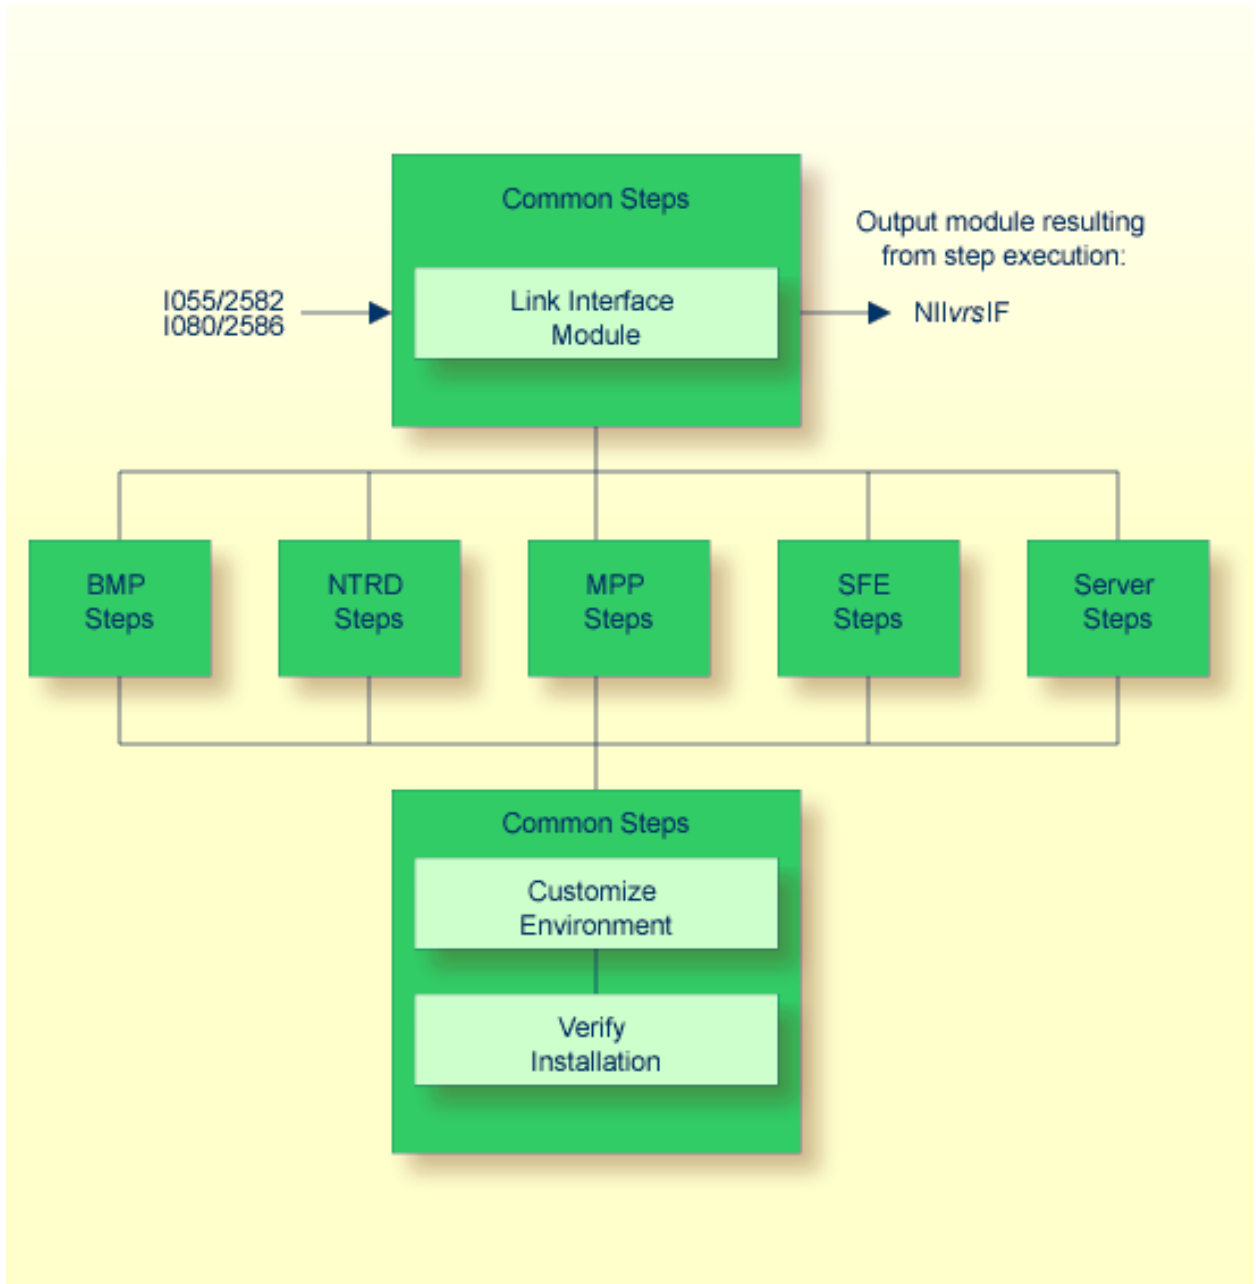 Common Steps
Output module resulting
from step execution:
I055/2582
I080/2586
Link Interface
Module
NIIvrsIF
BMP
Steps
NTRD
Steps
MPP
Steps
SFE
Steps
Server
Steps
Common Steps
Customize
Environment
Verify
Installation